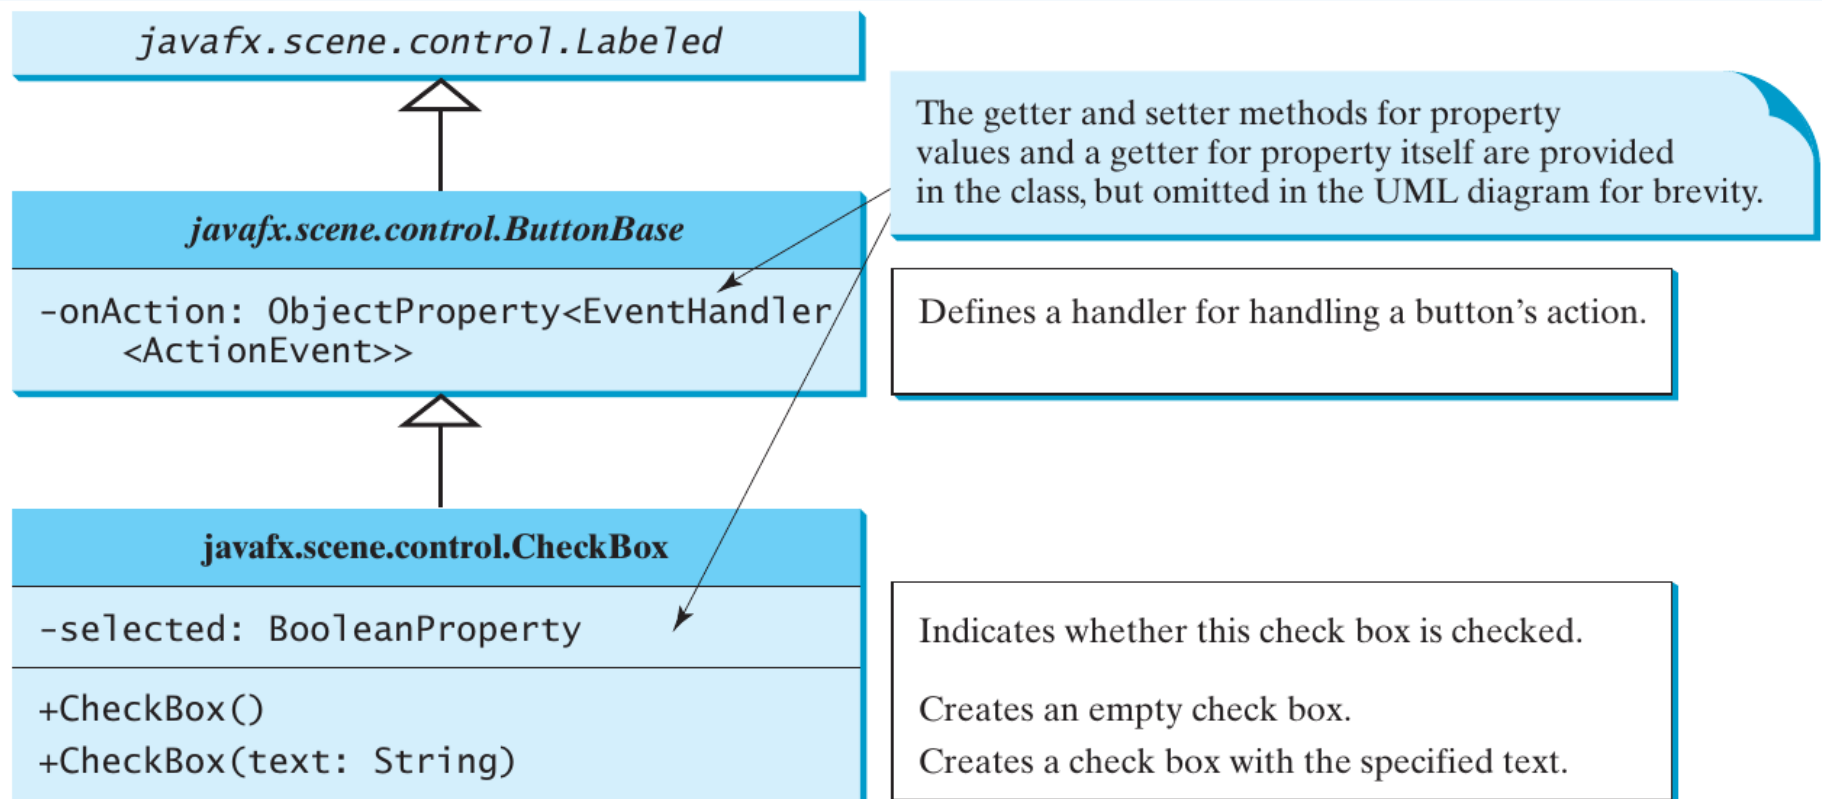 javafx.scene.control.Labeled
The getter and setter methods for property
values and a getter for property itself are provided
in the class, but omitted in the UML diagram for brevity.
javafx.scene.control.ButtonBase
-onAction: ObjectProperty<EventHandler
<ActionEvent>>
Defines a handler for handling a button’s action.
javafx.scene.control.CheckBox
-selected: BooleanProperty
Indicates whether this check box is checked.
+CheckBox()
Creates an empty check box.
+CheckBox(text: String)
Creates a check box with the specified text.